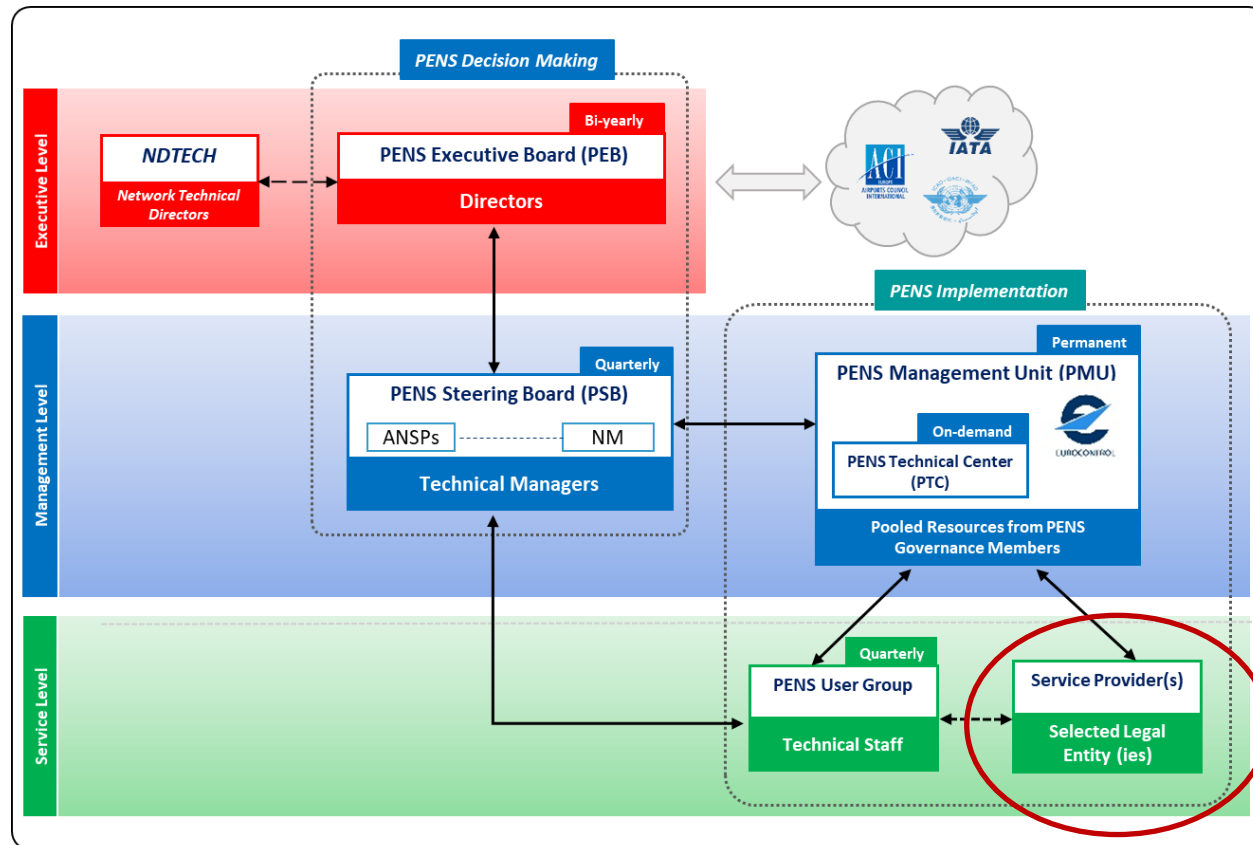 PENS Decision Making
Executive Level
Bi-yearly
NDTECH
Network Technical
Directors
PENS Executive Board (PEB)
Directors
ACI
EUROPE
AIRPORTS COUNCIL
INTERNATIONAL
IATA
PENS Implementation
Management Level
Quarterly
PENS Steering Board (PSB)
ANSPs
NM
Technical Managers
Permanent
PENS Management Unit (PMU)
On-demand
PENS Technical Center
(PTC)
EUROCONTROL
Pooled Resources from PENS
Governance Members
Service Level
Quarterly
PENS User Group
Technical Staff
Service Provider(s)
Selected Legal
Entity (ies)